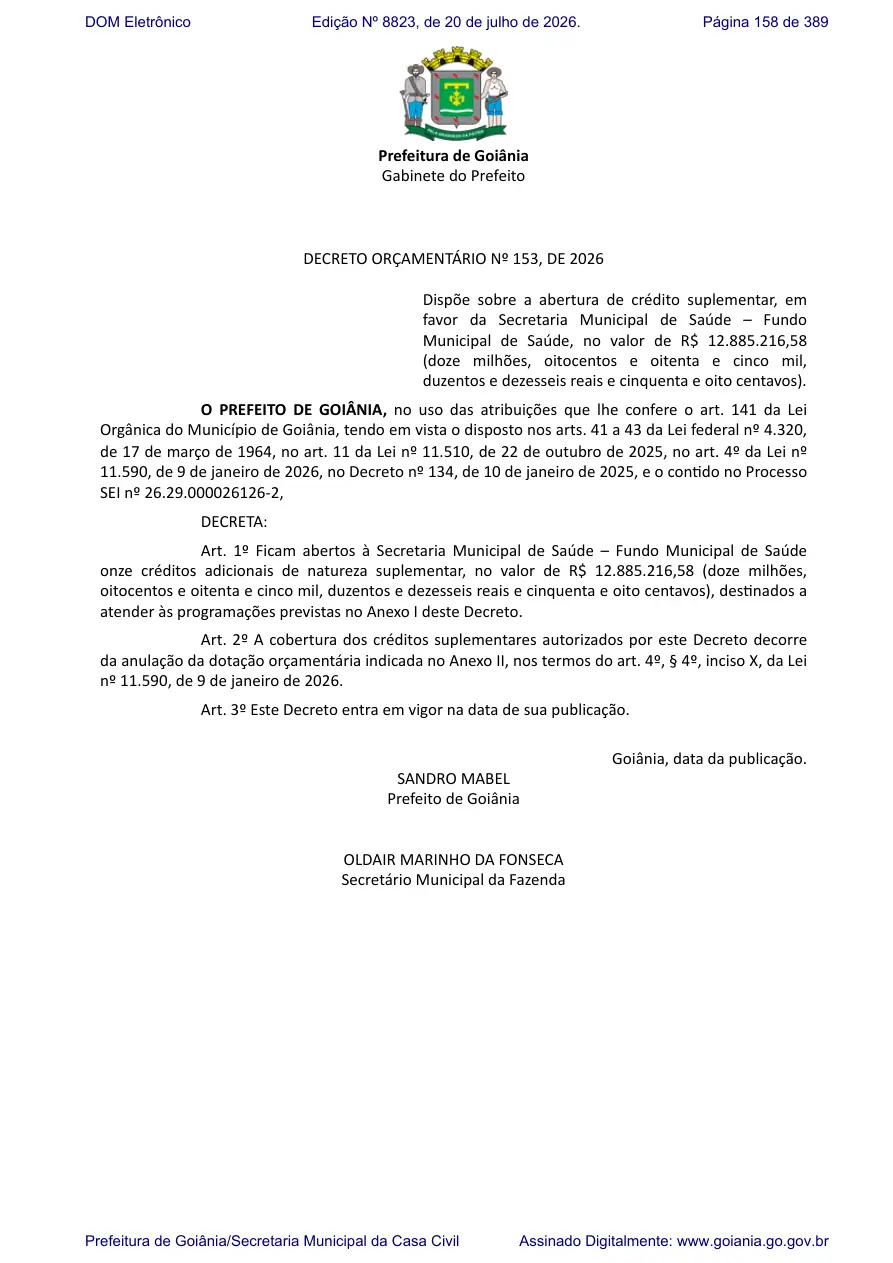 DOM Eletrônico Edição Nº 8823, de 20 de julho de 2026. Página 158 de 389
Prefeitura de Goiânia
Gabinete do Prefeito
DECRETO ORÇAMENTÁRIO Nº 153, DE 2026
Dispõe sobre a abertura de crédito suplementar, em
favor da Secretaria Municipal de Saúde – Fundo
Municipal de Saúde, no valor de R$ 12.885.216,58
(doze milhões, oitocentos e oitenta e cinco mil,
duzentos e dezesseis reais e cinquenta e oito centavos).
O PREFEITO DE GOIÂNIA, no uso das atribuições que lhe confere o art. 141 da Lei
Orgânica do Município de Goiânia, tendo em vista o disposto nos arts. 41 a 43 da Lei federal nº 4.320,
de 17 de março de 1964, no art. 11 da Lei nº 11.510, de 22 de outubro de 2025, no art. 4º da Lei nº
11.590, de 9 de janeiro de 2026, no Decreto nº 134, de 10 de janeiro de 2025, e o contido no Processo
SEI nº 26.29.000026126-2,
DECRETA:
Art. 1º Ficam abertos à Secretaria Municipal de Saúde – Fundo Municipal de Saúde
onze créditos adicionais de natureza suplementar, no valor de R$ 12.885.216,58 (doze milhões,
oitocentos e oitenta e cinco mil, duzentos e dezesseis reais e cinquenta e oito centavos), destinados a
atender às programações previstas no Anexo I deste Decreto.
Art. 2º A cobertura dos créditos suplementares autorizados por este Decreto decorre
da anulação da dotação orçamentária indicada no Anexo II, nos termos do art. 4º, § 4º, inciso X, da Lei
nº 11.590, de 9 de janeiro de 2026.
Art. 3º Este Decreto entra em vigor na data de sua publicação.
Goiânia, data da publicação.
SANDRO MABEL
Prefeito de Goiânia
OLDAIR MARINHO DA FONSECA
Secretário Municipal da Fazenda
Prefeitura de Goiânia/Secretaria Municipal da Casa Civil Assinado Digitalmente: www.goiania.go.gov.br